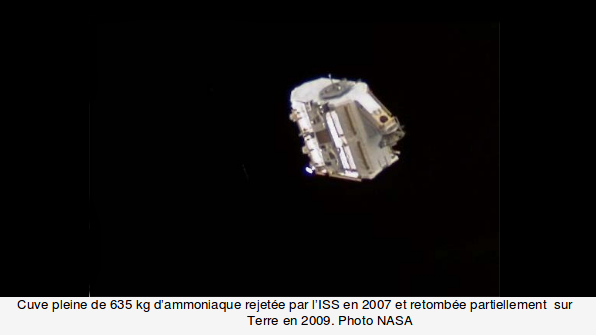 Cuve pleine de 635 kg d'ammoniaque rejetée par l'ISS en 2007 et retombée partiellement sur
Terre en 2009. Photo NASA